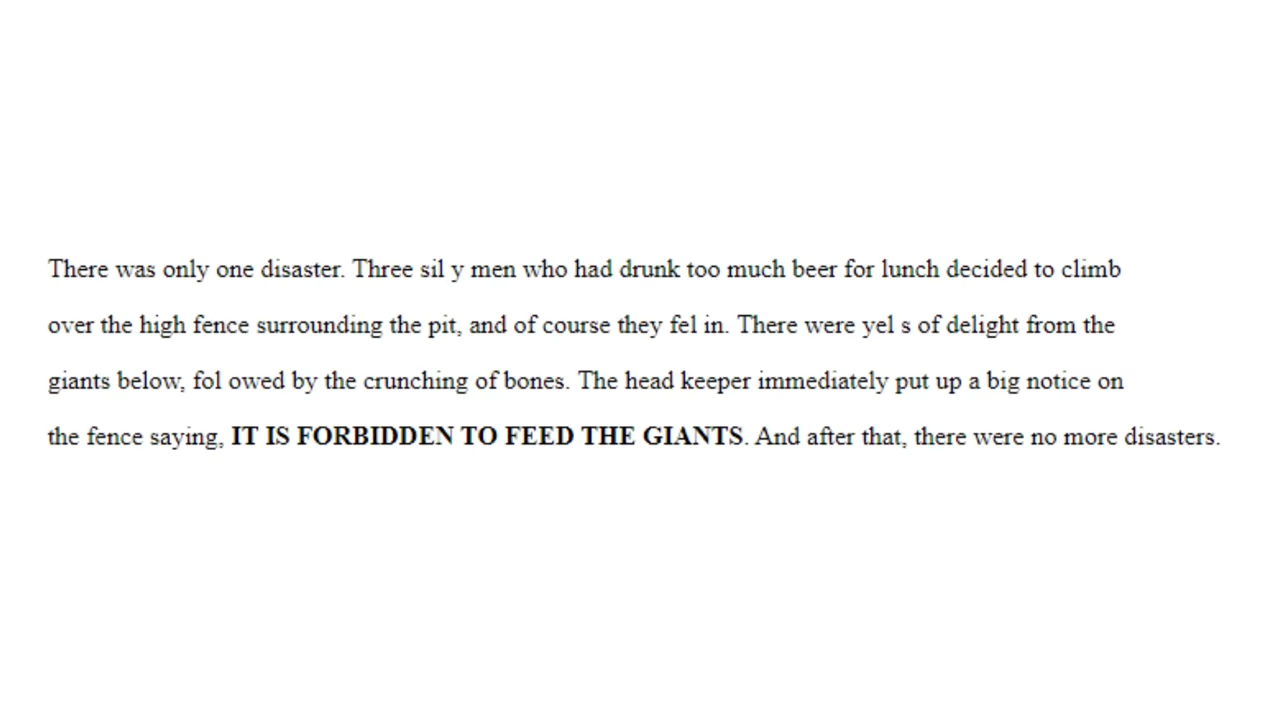 There was only one disaster. Three sil y men who had drunk too much beer for lunch decided to climb
over the high fence surrounding the pit, and of course they fel in. There were yel s of delight from the
giants below, fol owed by the crunching of bones. The head keeper immediately put up a big notice on
the fence saying, IT IS FORBIDDEN TO FEED THE GIANTS. And after that, there were no more disasters.